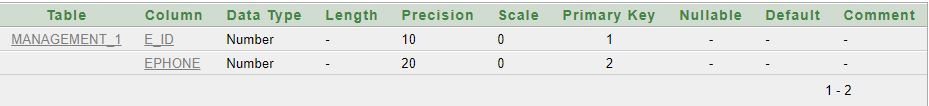 Table Column Data Type Length Precision Scale Primary Key Nullable Default Comment
MANAGEMENT_1 E_ID Number - 10 0 1 - - -
EPHONE Number - 20 0 2 - - -
1 - 2